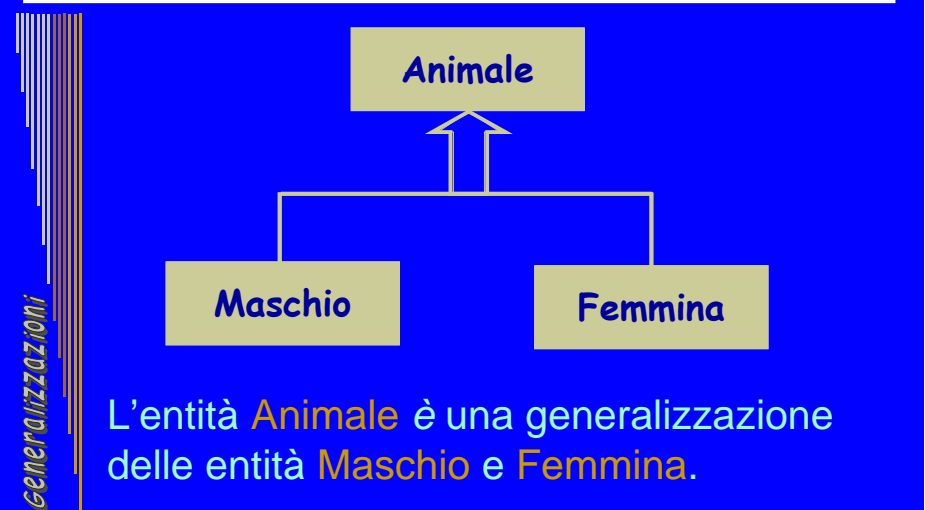 Animale
Maschio
Femmina
Generalizzazioni
L'entità Animale è una generalizzazione
delle entità Maschio e Femmina.